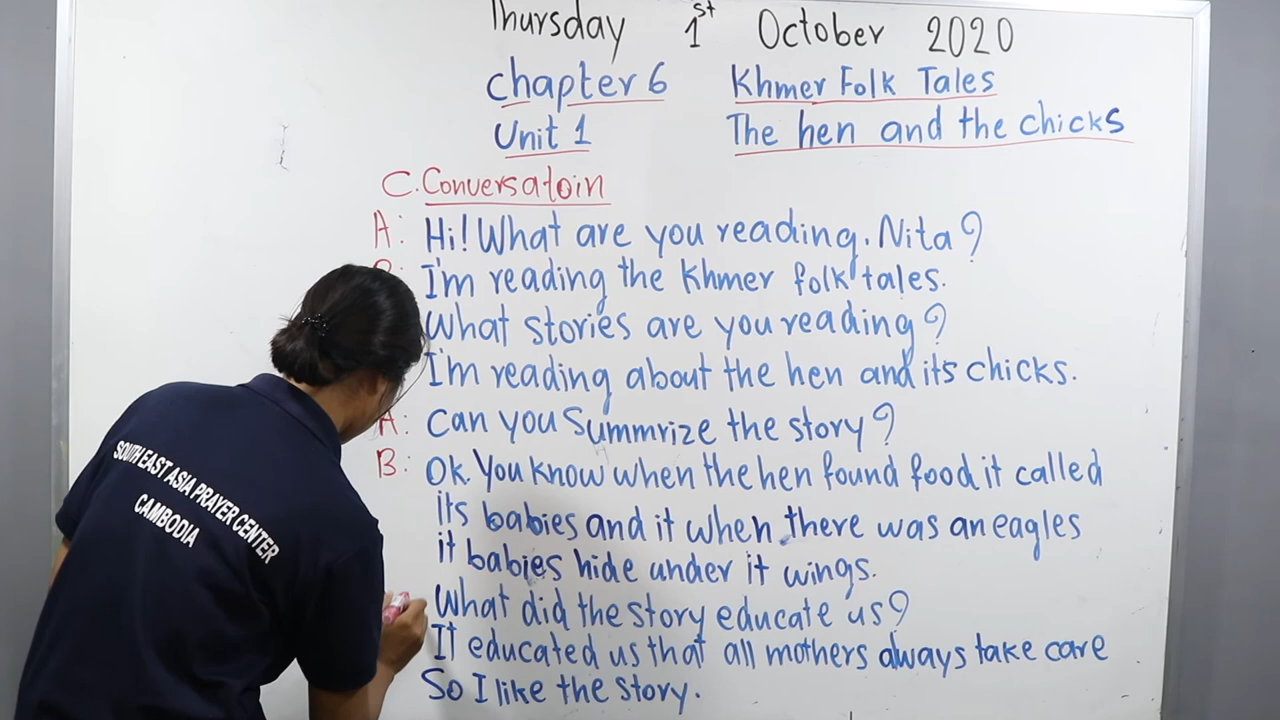 Thursday 1st October 2020
Chapter 6 Khmer Folk Tales
Unit 1 The hen and the chicks
C. Conversatoin
A: Hi! What are you reading. Nita?
I'm reading the Khmer folk tales.
What stories are you reading?
I'm reading about the hen and its chicks.
A: Can you Summrize the story?
B: Ok. You know when the hen found food it called
its babies and it when there was an eagles
it babies hide under it wings.
What did the story educate us?
It educated us that all mothers always take care
So I like the story.
SOUTH EAST ASIA PRAYER CENTER
CAMBODIA